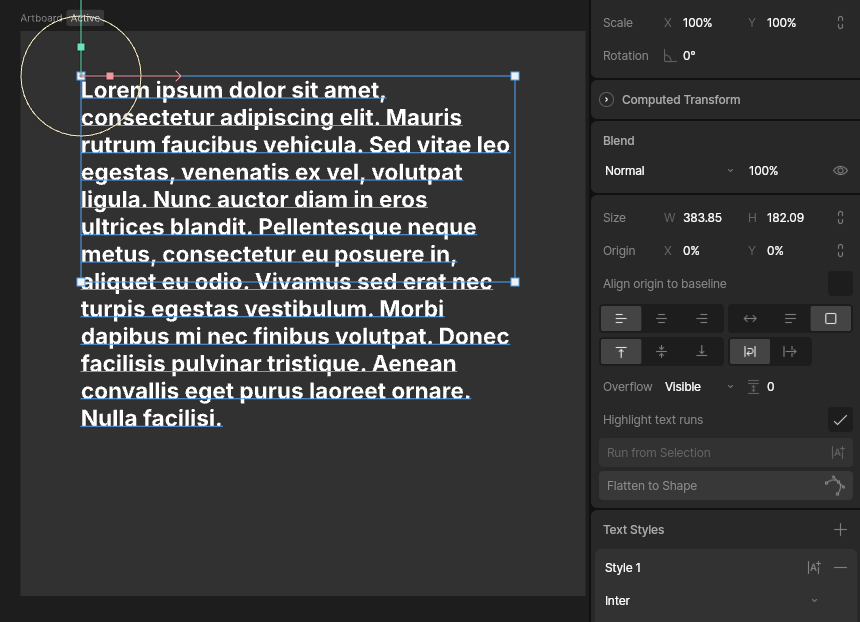 Artboard Active
Lorem ipsum dolor sit amet,
consectetur adipiscing elit. Mauris
rutrum faucibus vehicula. Sed vitae leo
egestas, venenatis ex vel, volutpat
ligula. Nunc auctor diam in eros
ultrices blandit. Pellentesque neque
metus, consectetur eu posuere in,
aliquet eu odio. Vivamus sed erat nec
turpis egestas vestibulum. Morbi
dapibus mi nec finibus volutpat. Donec
facilisis pulvinar tristique. Aenean
convallis eget purus laoreet ornare.
Nulla facilisi.
Scale X 100% Y 100%
Rotation 0°
Computed Transform
Blend
Normal 100%
Size W 383.85 H 182.09
Origin X 0% Y 0%
Align origin to baseline
Overflow Visible 0
Highlight text runs
Run from Selection
Flatten to Shape
Text Styles
Style 1
Inter